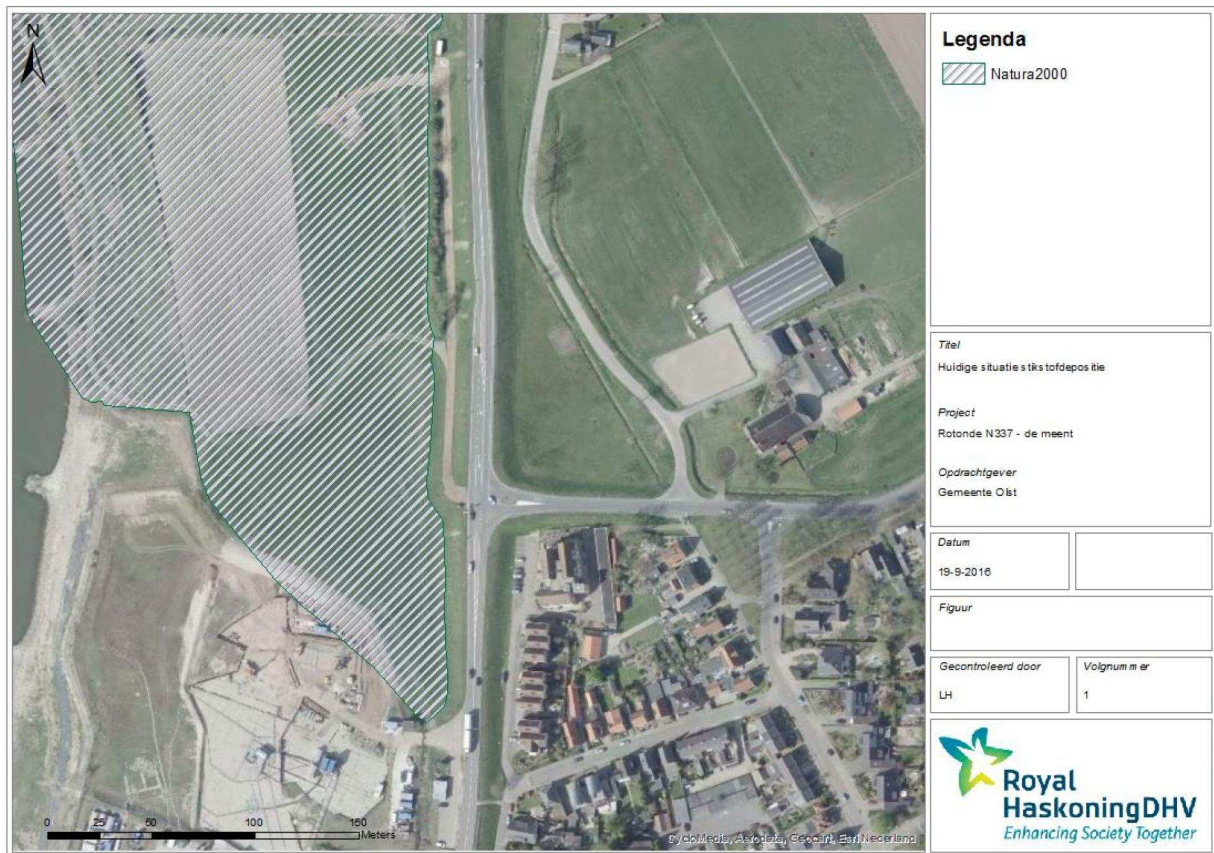 N
0 25 50 100 150
Meters
CycloMedia, Aerodata, Geocart, Esri Nederland
Legenda
Natura2000
Titel
Huidige situatie stikstofdepositie
Project
Rotonde N337 - de meent
Opdrachtgever
Gemeente Olst
Datum
19-9-2016
Figuur
Gecontroleerd door
LH
Volgnummer
1
Royal
HaskoningDHV
Enhancing Society Together